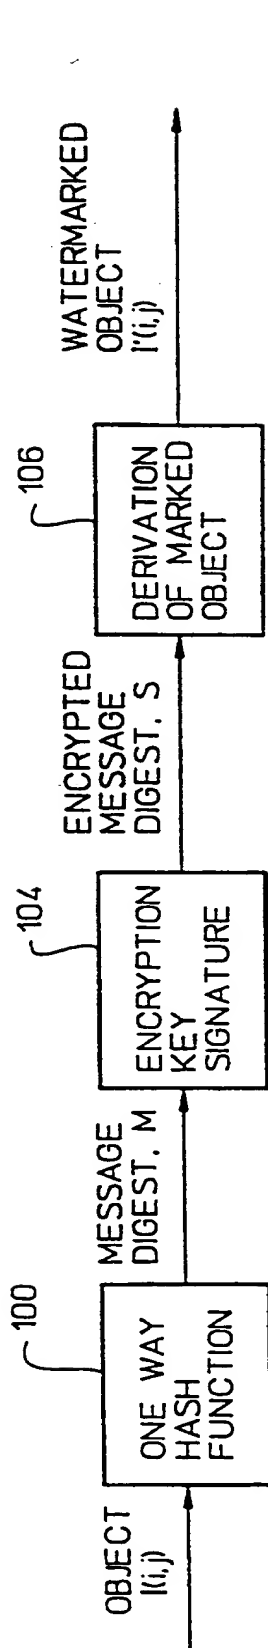 OBJECT
I(i,j)
100
ONE WAY
HASH
FUNCTION
MESSAGE
DIGEST, M
104
ENCRYPTION
KEY
SIGNATURE
ENCRYPTED
MESSAGE
DIGEST, S
106
DERIVATION
OF MARKED
OBJECT
WATERMARKED
OBJECT
I'(i,j)